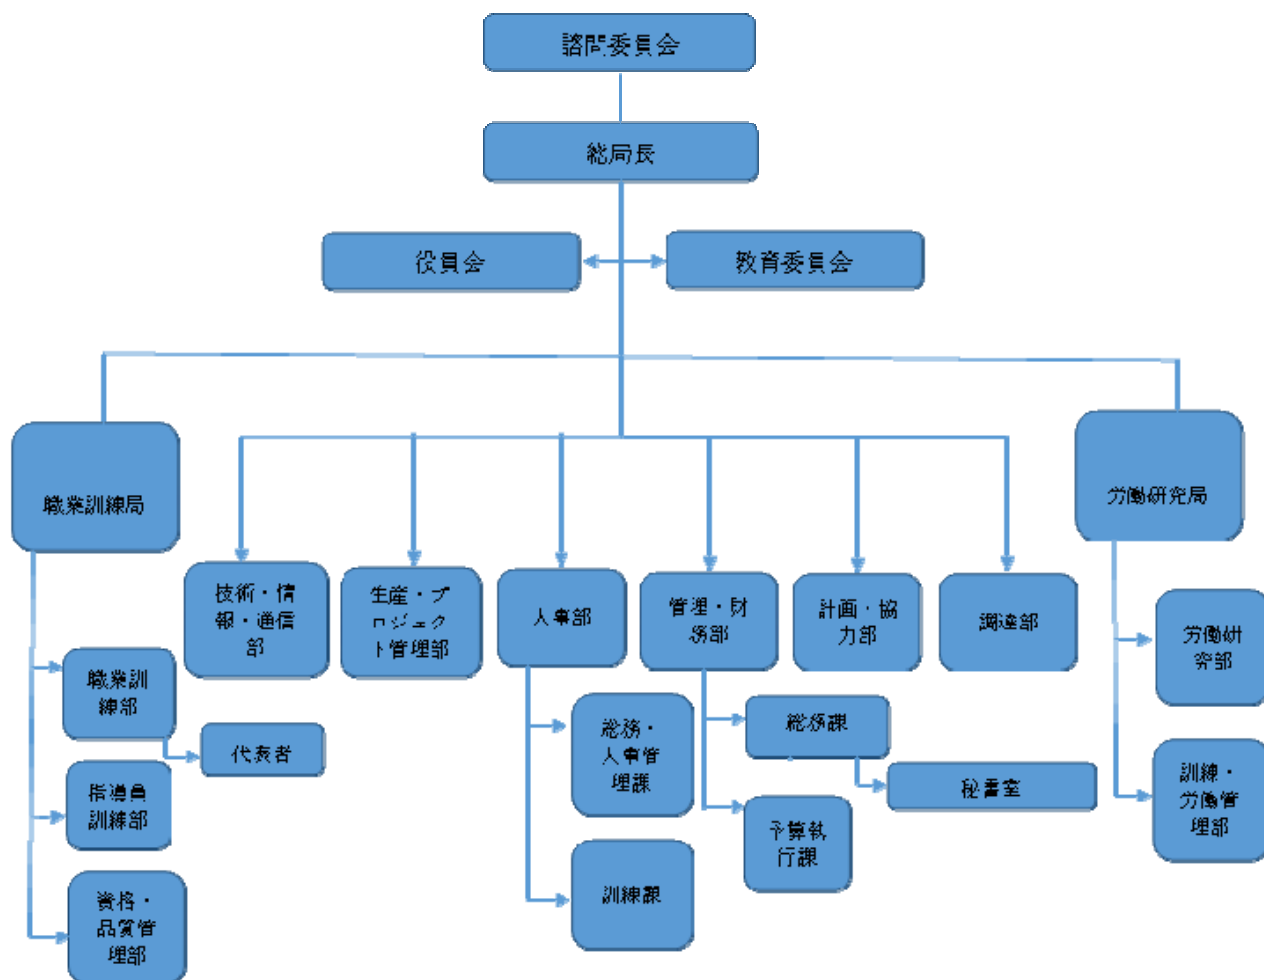 諮問委員会
総局長
役員会
教育委員会
職業訓練局
労働研究局
技術・情
報・通信
部
生産・プ
ロジェク
ト管理部
人事部
管理・財
務部
計画・協
力部
調達部
職業訓
練部
代表者
指導員
訓練部
資格・
品質管
理部
総務・
人事管
理課
訓練課
総務課
秘書室
予算執
行課
労働研
究部
訓練・
労働管
理部